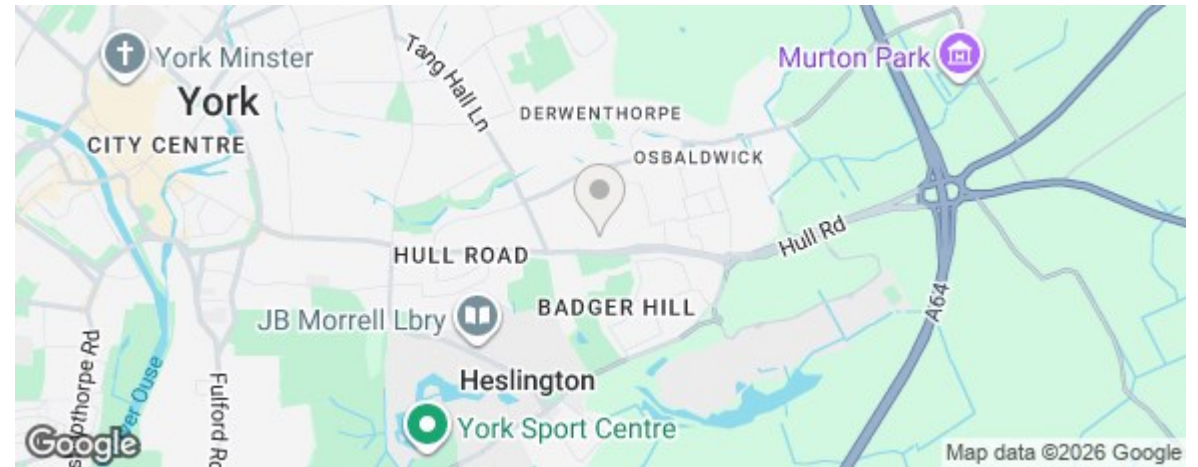 York Minster
York
CITY CENTRE
Tang Hall Ln
DERWENTHORPE
OSBALDWICK
Murton Park
HULL ROAD
Hull Rd
BADGER HILL
JB Morrell Lbry
A64
Heslington
York Sport Centre
Fulford Rd
Ouse
Google
Map data ©2026 Google